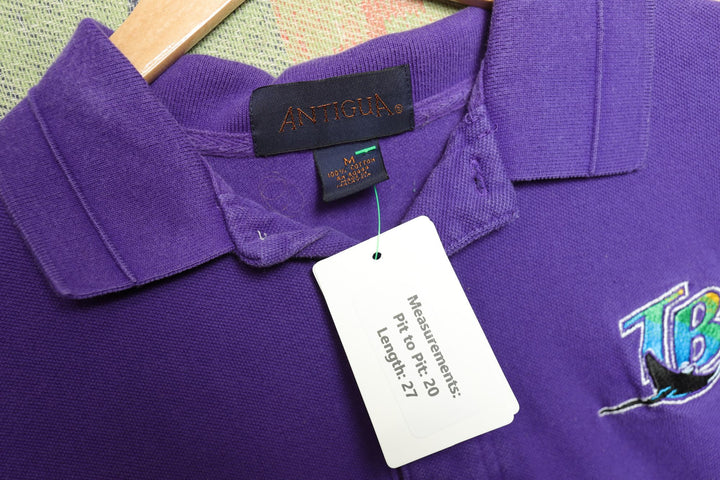 ANTIGUA®
M
100% COTTON
Measurements:
Pit to Pit: 20
Length: 27
TB